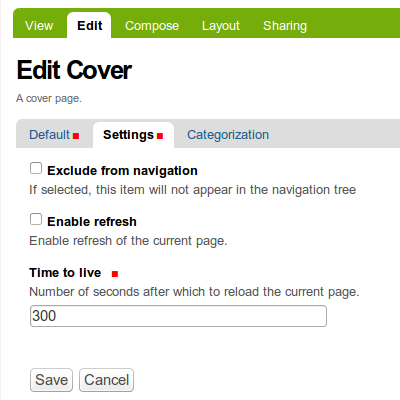 View Edit Compose Layout Sharing
Edit Cover
A cover page.
Default Settings Categorization
Exclude from navigation
If selected, this item will not appear in the navigation tree
Enable refresh
Enable refresh of the current page.
Time to live
Number of seconds after which to reload the current page.
300
Save Cancel